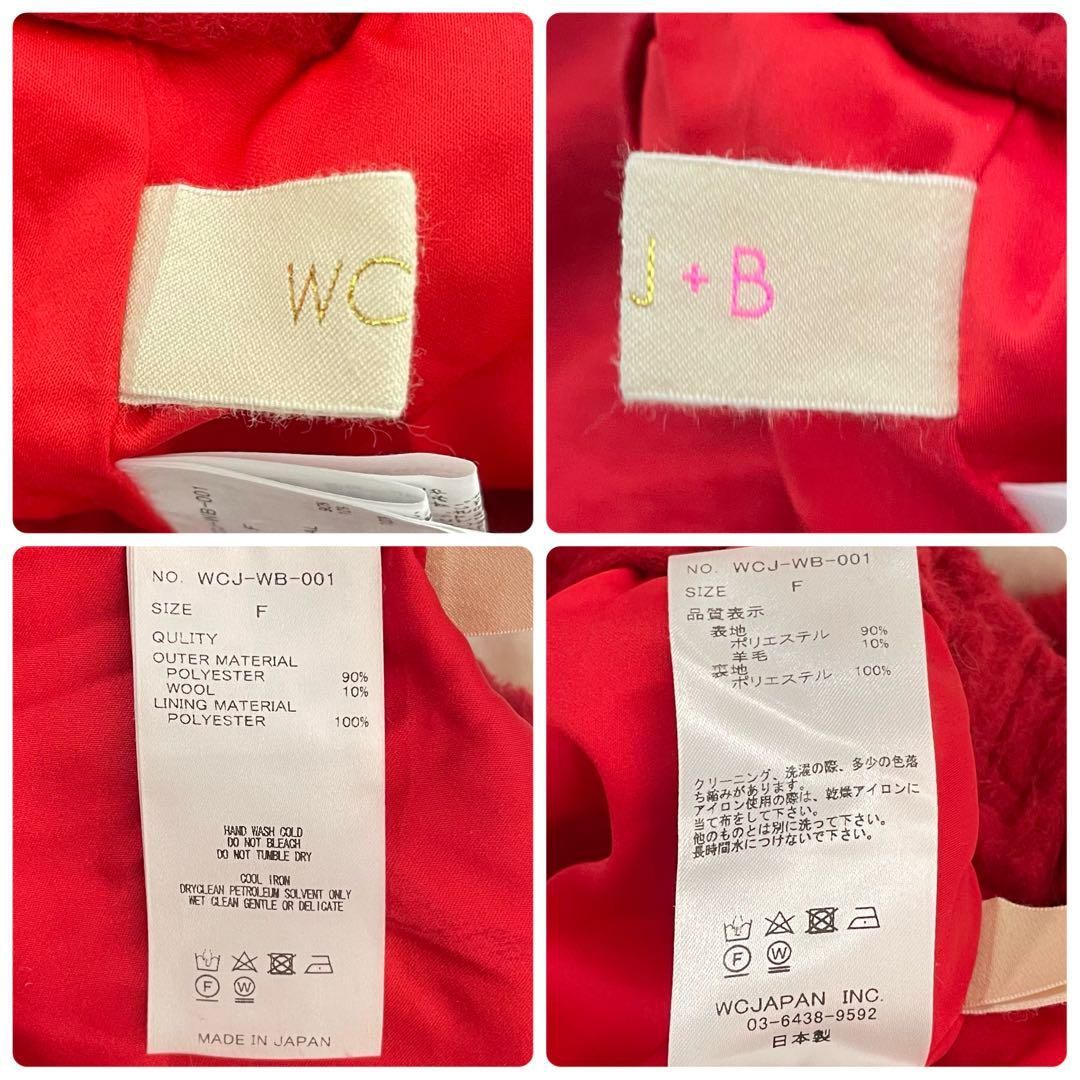 WC
WB-001
F
J + B
NO. WCJ-WB-001
SIZE F
QULITY
OUTER MATERIAL
POLYESTER 90%
WOOL 10%
LINING MATERIAL
POLYESTER 100%
HAND WASH COLD
DO NOT BLEACH
DO NOT TUMBLE DRY
COOL IRON
DRYCLEAN PETROLEUM SOLVENT ONLY
WET CLEAN GENTLE OR DELICATE
F W
MADE IN JAPAN
NO. WCJ-WB-001
SIZE F
品質表示
表地
ポリエステル 90%
羊毛 10%
裏地
ポリエステル 100%
クリーニング、洗濯の際、多少の色落
ち縮みがあります。
アイロン使用の際は、乾燥アイロンに
当て布をして下さい。
他のものとは別に洗って下さい。
長時間水につけないで下さい。
F W
WCJAPAN INC.
03-6438-9592
日本製